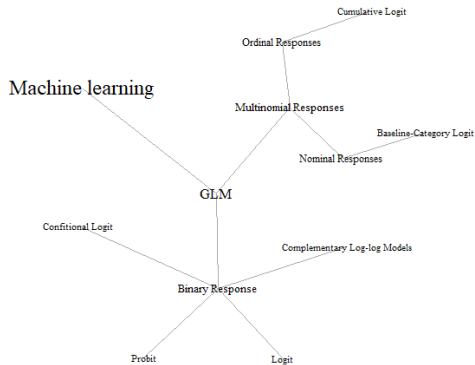 Cumulative Logit
Ordinal Responses
Machine learning
Multinomial Responses
Baseline-Category Logit
Nominal Responses
GLM
Confitional Logit
Complementary Log-log Models
Binary Response
Probit
Logit